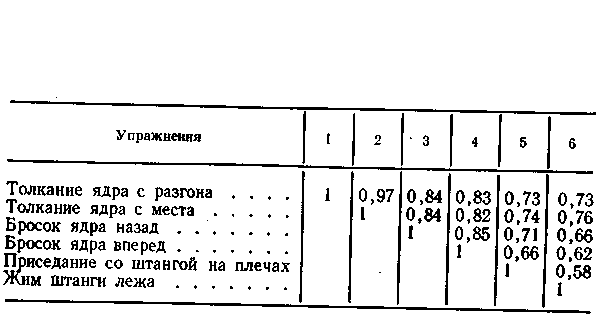 Упражнения 1 2 3 4 5 6
Толкание ядра с разгона . . . . 1 0,97 0,84 0,83 0,73 0,73
Толкание ядра с места . . . . . 1 0,84 0,82 0,74 0,76
Бросок ядра назад . . . . . . . 1 0,85 0,71 0,66
Бросок ядра вперед . . . . . . . 1 0,66 0,62
Приседание со штангой на плечах 1 0,58
Жим штанги лежа . . . . . . . 1